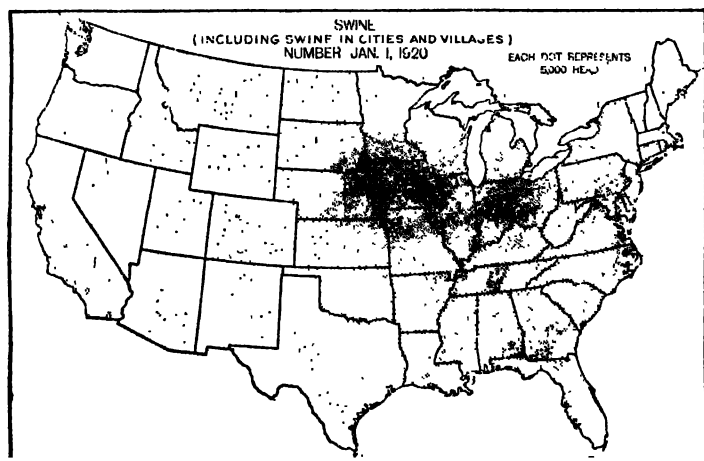 SWINE
(INCLUDING SWINE IN CITIES AND VILLAGES)
NUMBER JAN. 1, 1920
EACH DOT REPRESENTS
5,000 HEAD